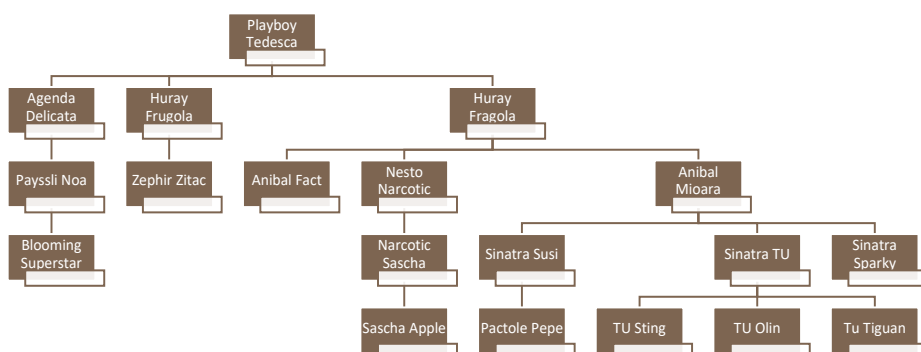 Playboy
Tedesca
Agenda
Delicata
Huray
Frugola
Huray
Fragola
Payssli Noa
Zephir Zitac
Anibal Fact
Nesto
Narcotic
Anibal
Mioara
Blooming
Superstar
Narcotic
Sascha
Sinatra Susi
Sinatra TU
Sinatra
Sparky
Sascha Apple
Pactole Pepe
TU Sting
TU Olin
Tu Tiguan